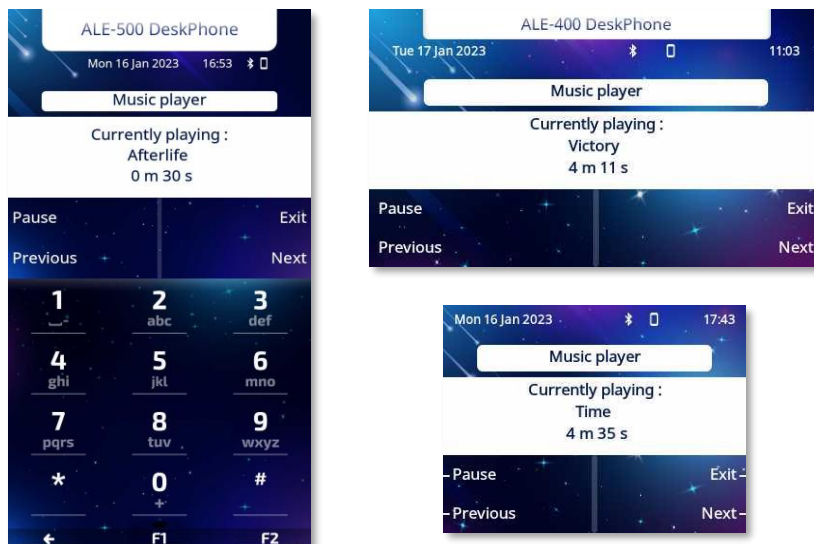 ALE-500 DeskPhone
Mon 16 Jan 2023 16:53
Music player
Currently playing :
Afterlife
0 m 30 s
Pause Exit
Previous Next
1 2 3
abc def
4 5 6
ghi jkl mno
7 8 9
pqrs tuv wxyz
* 0 #
+
F1 F2
ALE-400 DeskPhone
Tue 17 Jan 2023 11:03
Music player
Currently playing :
Victory
4 m 11 s
Pause Exit
Previous Next
Mon 16 Jan 2023 17:43
Music player
Currently playing :
Time
4 m 35 s
Pause Exit
Previous Next